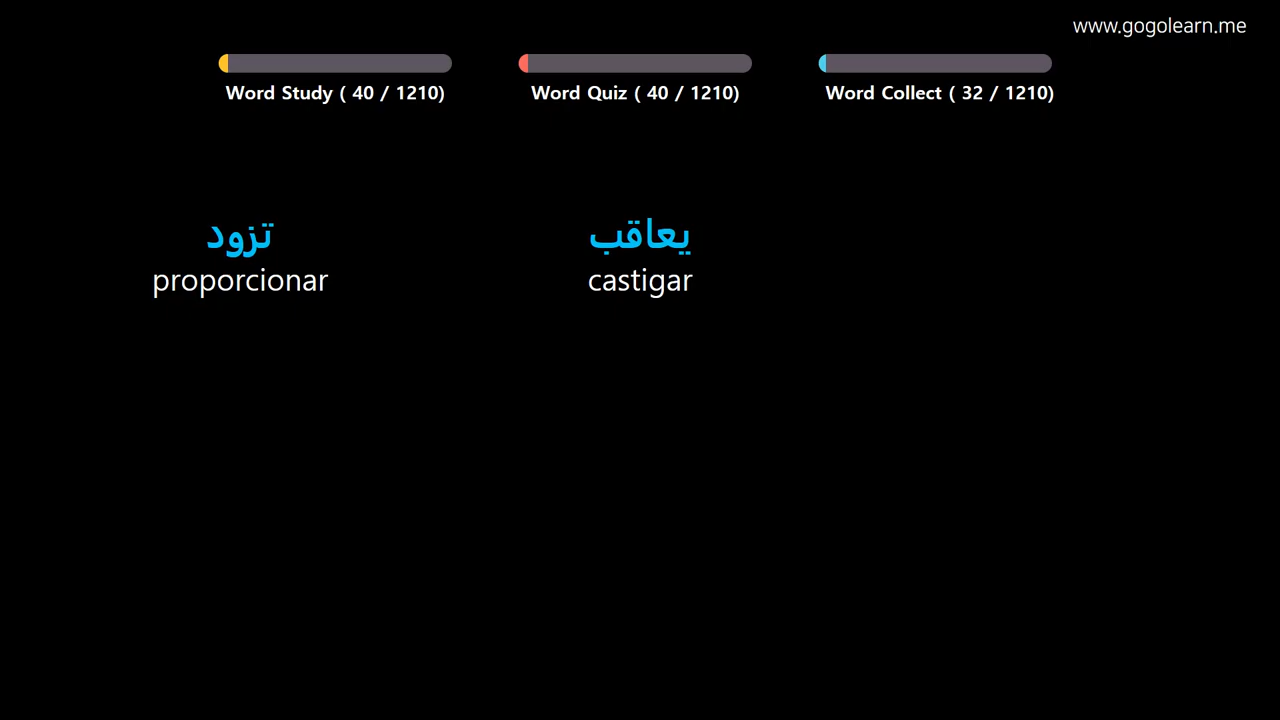 www.gogolearn.me
Word Study ( 40 / 1210)
Word Quiz ( 40 / 1210)
Word Collect ( 32 / 1210)
تزود
proporcionar
يعاقب
castigar